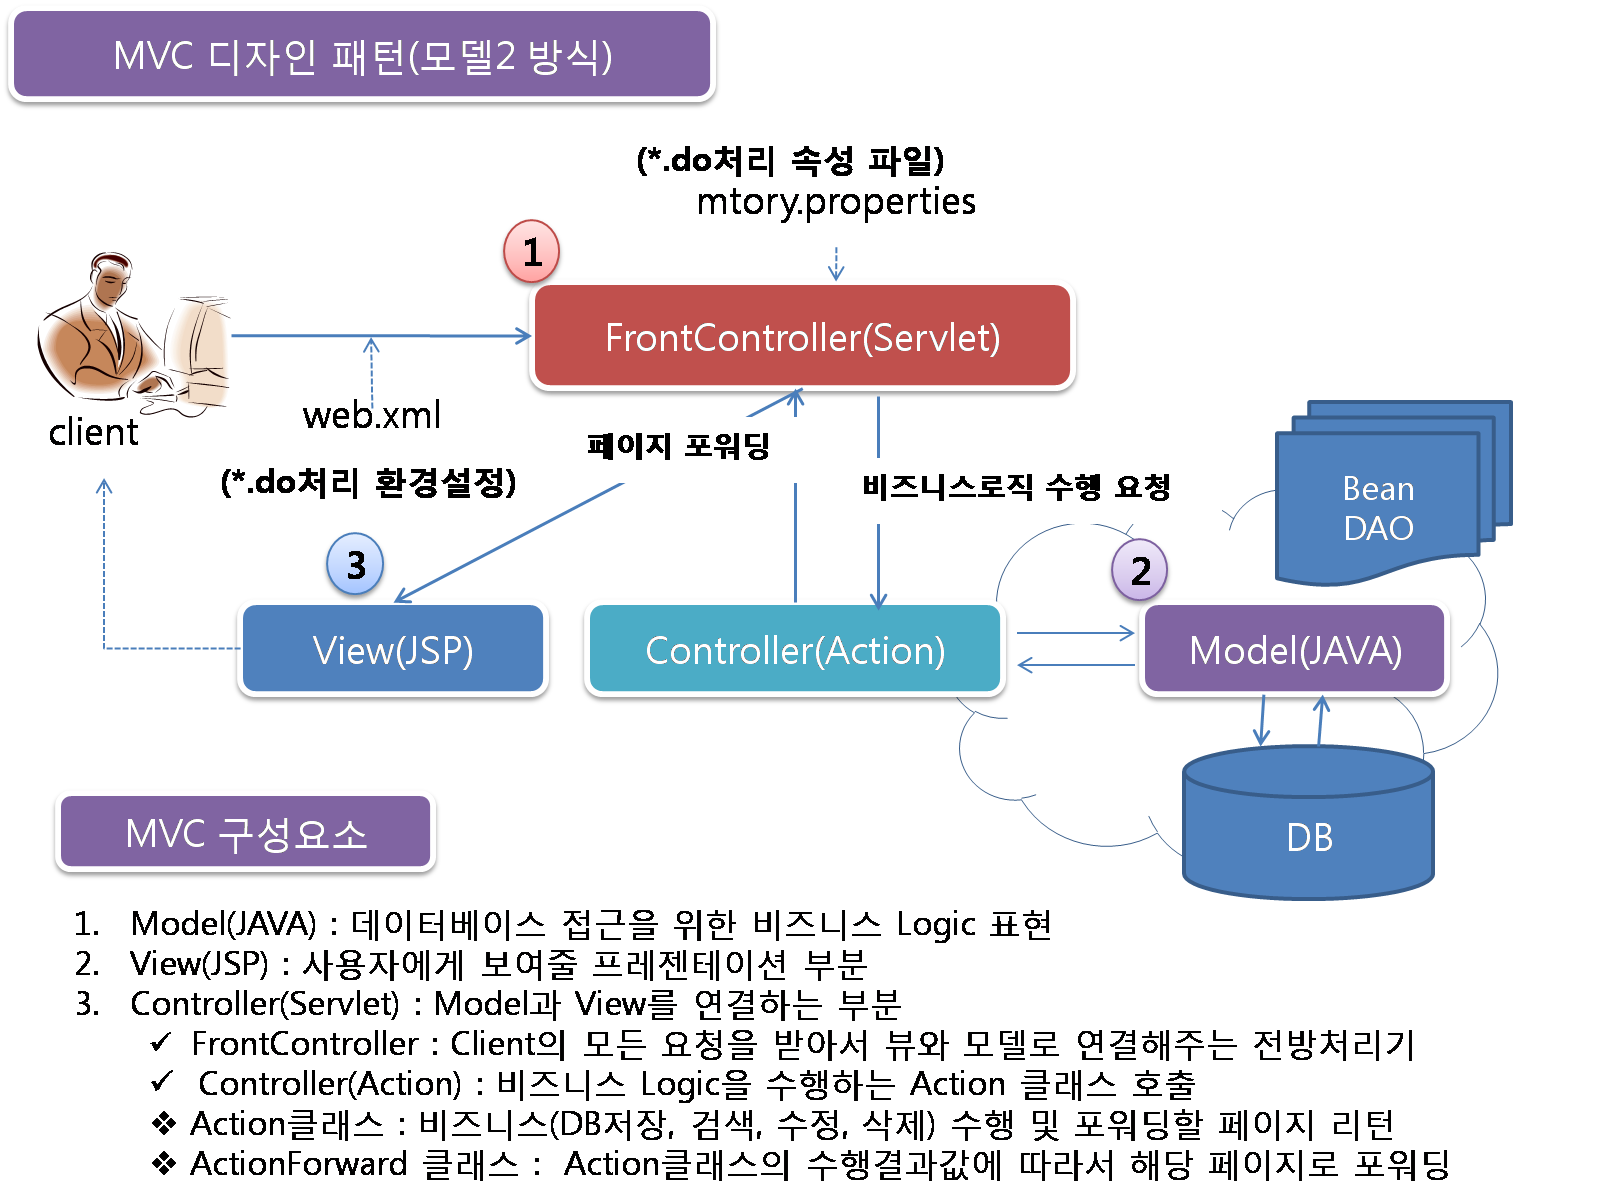 MVC 디자인 패턴(모델2 방식)
(*.do처리 속성 파일)
mtory.properties
1
FrontController(Servlet)
client
web.xml
(*.do처리 환경설정)
페이지 포워딩
비즈니스로직 수행 요청
Bean
DAO
3
2
View(JSP)
Controller(Action)
Model(JAVA)
DB
MVC 구성요소
1. Model(JAVA) : 데이터베이스 접근을 위한 비즈니스 Logic 표현
2. View(JSP) : 사용자에게 보여줄 프레젠테이션 부분
3. Controller(Servlet) : Model과 View를 연결하는 부분
✓ FrontController : Client의 모든 요청을 받아서 뷰와 모델로 연결해주는 전방처리기
✓ Controller(Action) : 비즈니스 Logic을 수행하는 Action 클래스 호출
❖ Action클래스 : 비즈니스(DB저장, 검색, 수정, 삭제) 수행 및 포워딩할 페이지 리턴
❖ ActionForward 클래스 : Action클래스의 수행결과값에 따라서 해당 페이지로 포워딩